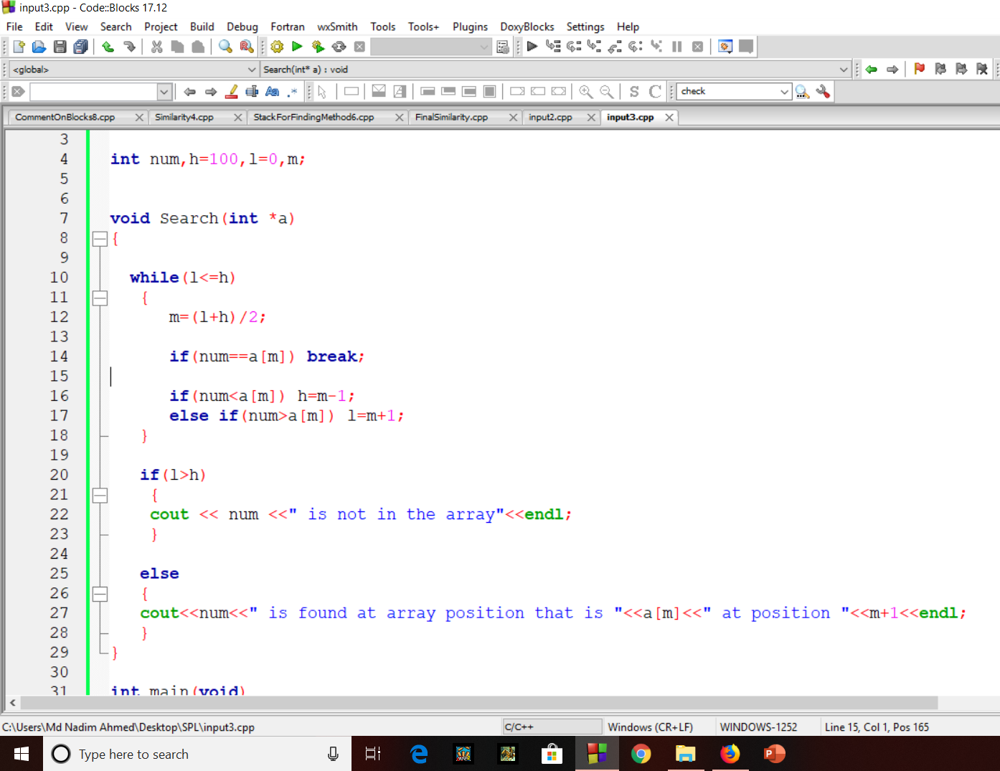 input3.cpp - Code::Blocks 17.12
File Edit View Search Project Build Debug Fortran wxSmith Tools Tools+ Plugins DoxyBlocks Settings Help
<global> Search(int* a) : void
S C check
CommentOnBlocks8.cpp Similarity4.cpp StackForFindingMethod6.cpp FinalSimilarity.cpp input2.cpp input3.cpp
3
4 int num,h=100,l=0,m;
5
6
7 void Search(int *a)
8 {
9
10 while(l<=h)
11 {
12 m=(l+h)/2;
13
14 if(num==a[m]) break;
15
16 if(num<a[m]) h=m-1;
17 else if(num>a[m]) l=m+1;
18 }
19
20 if(l>h)
21 {
22 cout << num <<" is not in the array"<<endl;
23 }
24
25 else
26 {
27 cout<<num<<" is found at array position that is "<<a[m]<<" at position "<<m+1<<endl;
28 }
29 }
30
31 int main(void)
C:\Users\Md Nadim Ahmed\Desktop\SPL\input3.cpp C/C++ Windows (CR+LF) WINDOWS-1252 Line 15, Col 1, Pos 165
Type here to search